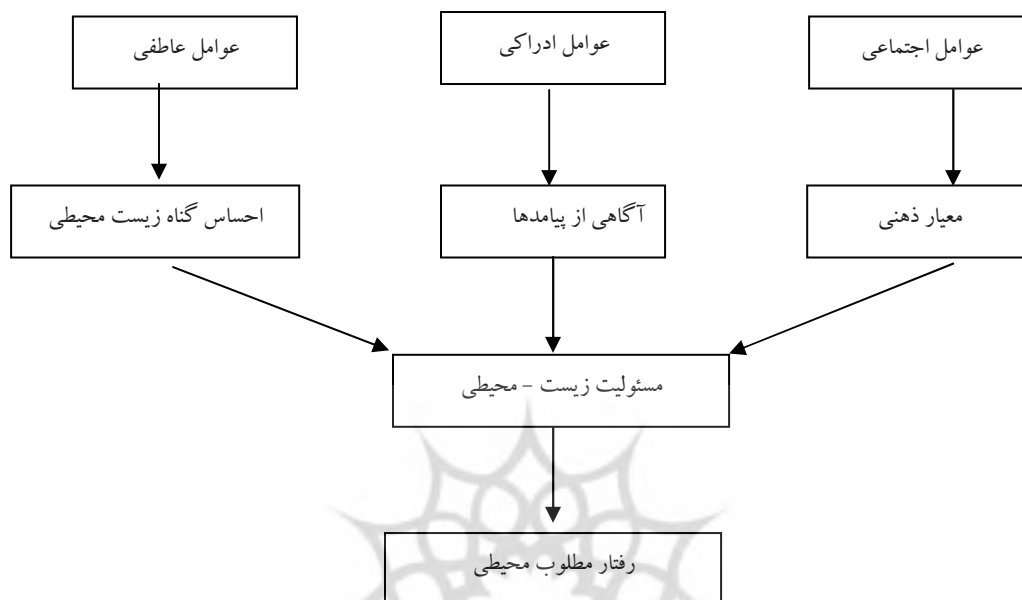 عوامل اجتماعی
عوامل ادراکی
عوامل عاطفی
معیار ذهنی
آگاهی از پیامدها
احساس گناه زیست محیطی
مسئولیت زیست – محیطی
رفتار مطلوب محیطی